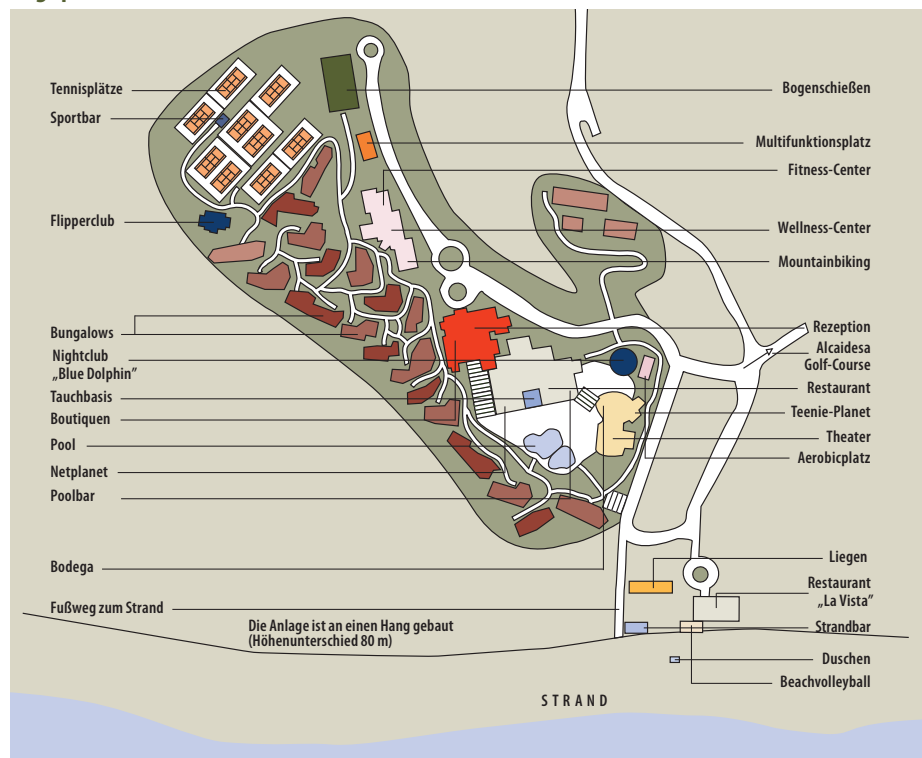 Tennisplätze
Sportbar
Flipperclub
Bungalows
Nightclub
„Blue Dolphin”
Tauchbasis
Boutiquen
Pool
Netplanet
Poolbar
Bodega
Fußweg zum Strand
Die Anlage ist an einen Hang gebaut
(Höhenunterschied 80 m)
Bogenschießen
Multifunktionsplatz
Fitness-Center
Wellness-Center
Mountainbiking
Rezeption
Alcaidesa
Golf-Course
Restaurant
Teenie-Planet
Theater
Aerobicplatz
Liegen
Restaurant
„La Vista”
Strandbar
Duschen
Beachvolleyball
STRAND